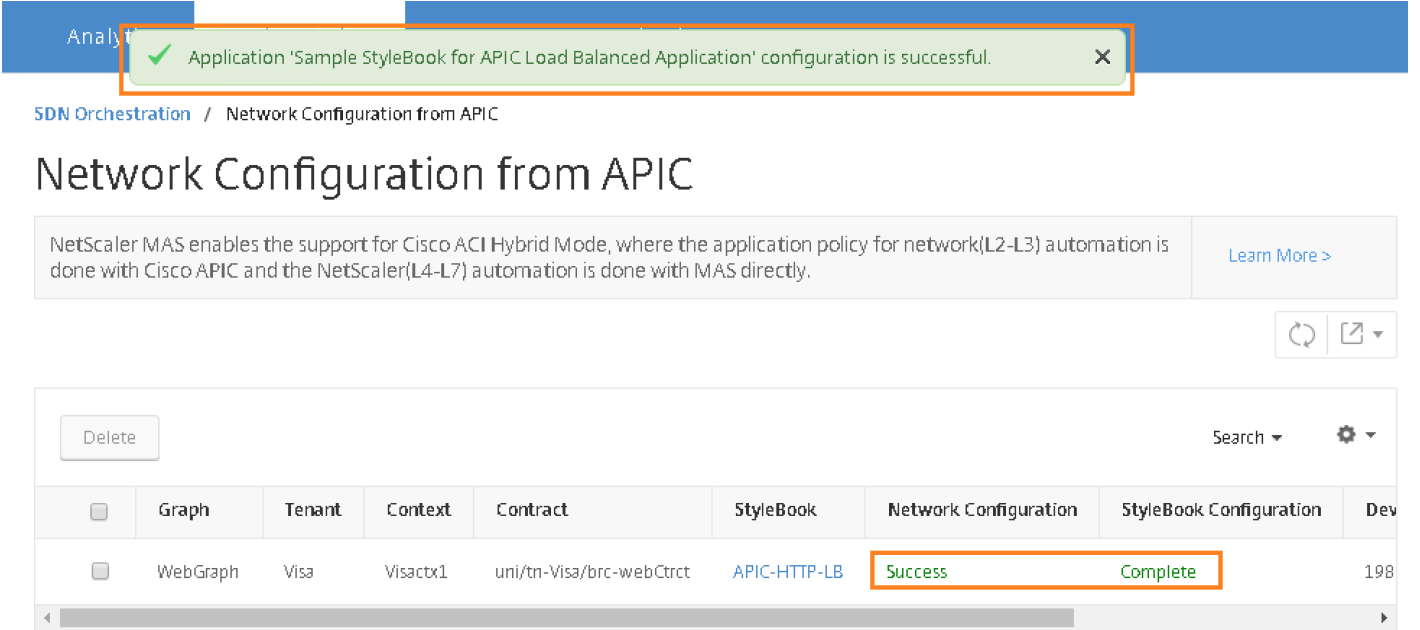 Application 'Sample StyleBook for APIC Load Balanced Application' configuration is successful.
SDN Orchestration / Network Configuration from APIC
Network Configuration from APIC
NetScaler MAS enables the support for Cisco ACI Hybrid Mode, where the application policy for network(L2-L3) automation is
done with Cisco APIC and the NetScaler(L4-L7) automation is done with MAS directly.
Learn More >
Delete
Search
Graph Tenant Context Contract StyleBook Network Configuration StyleBook Configuration
WebGraph Visa Visactx1 uni/tn-Visa/brc-webCtrct APIC-HTTP-LB Success Complete 198